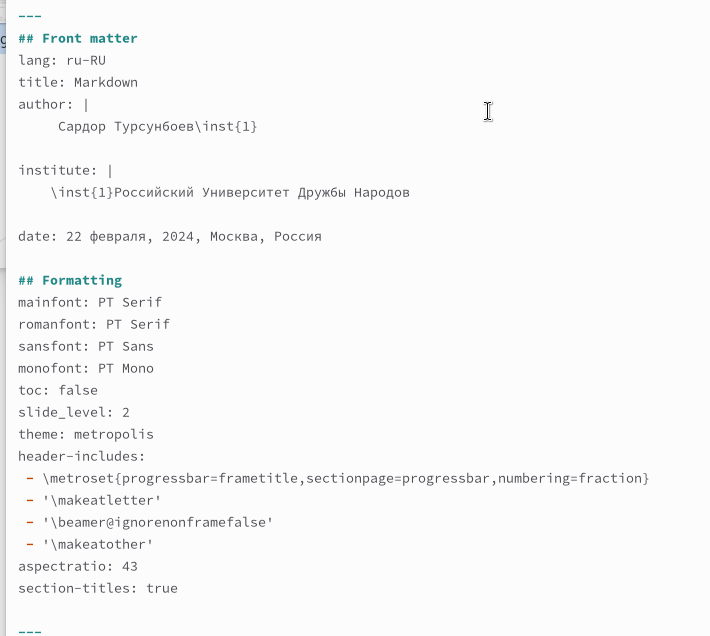 ---
## Front matter
lang: ru-RU
title: Markdown
author: |
     Сардор Турсунбоев\inst{1}

institute: |
    \inst{1}Российский Университет Дружбы Народов

date: 22 февраля, 2024, Москва, Россия

## Formatting
mainfont: PT Serif
romanfont: PT Serif
sansfont: PT Sans
monofont: PT Mono
toc: false
slide_level: 2
theme: metropolis
header-includes:
 - \metroset{progressbar=frametitle,sectionpage=progressbar,numbering=fraction}
 - '\makeatletter'
 - '\beamer@ignorenonframefalse'
 - '\makeatother'
aspectratio: 43
section-titles: true

---